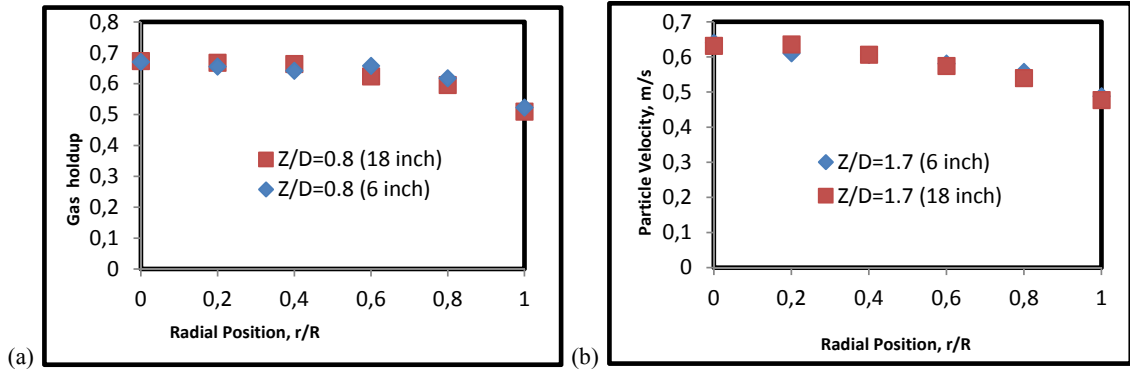 0,8
0,7
0,6
0,5
0,4
0,3
0,2
0,1
0
Gas holdup
Z/D=0.8 (18 inch)
Z/D=0.8 (6 inch)
0 0,2 0,4 0,6 0,8 1
Radial Position, r/R
(a)
0,7
0,6
0,5
0,4
0,3
0,2
0,1
0
Particle Velocity, m/s
Z/D=1.7 (6 inch)
Z/D=1.7 (18 inch)
0 0,2 0,4 0,6 0,8 1
Radial Position, r/R
(b)